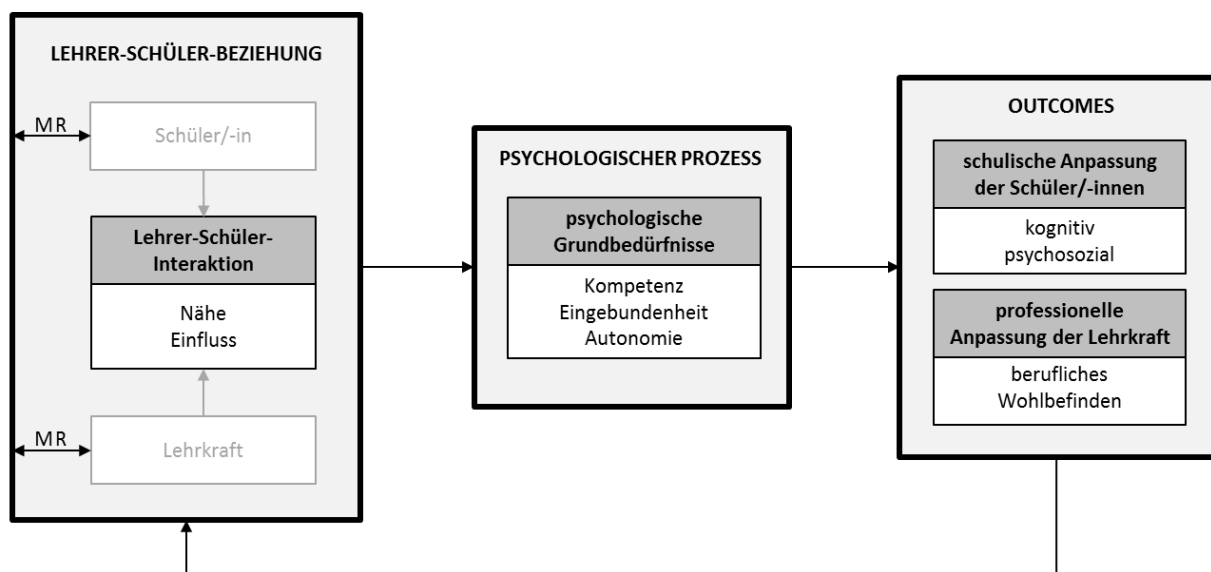 LEHRER-SCHÜLER-BEZIEHUNG
MR
Schüler/-in
Lehrer-Schüler-
Interaktion
Nähe
Einfluss
MR
Lehrkraft
PSYCHOLOGISCHER PROZESS
psychologische
Grundbedürfnisse
Kompetenz
Eingebundenheit
Autonomie
OUTCOMES
schulische Anpassung
der Schüler/-innen
kognitiv
psychosozial
professionelle
Anpassung der Lehrkraft
berufliches
Wohlbefinden